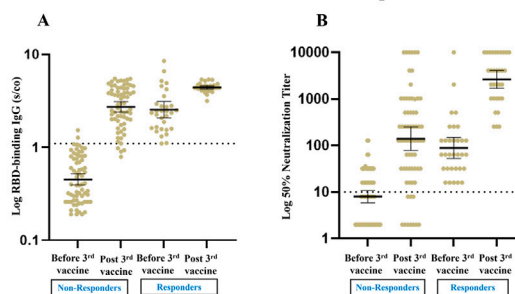 A
Log RBD-binding IgG (s/co)
10
1
0.1
Before 3rd vaccine
Post 3rd vaccine
Before 3rd vaccine
Post 3rd vaccine
Non-Responders
Responders
B
Log 50% Neutralization Titer
10000
1000
100
10
1
Before 3rd vaccine
Post 3rd vaccine
Before 3rd vaccine
Post 3rd vaccine
Non-Responders
Responders